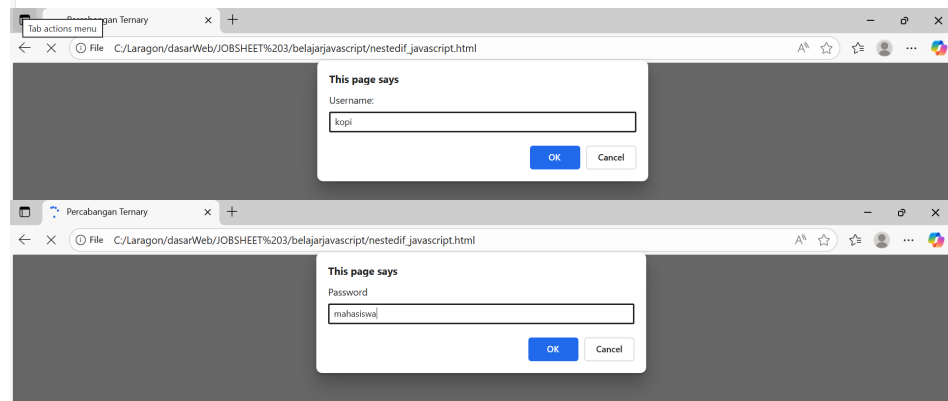 Percabangan Ternary
Tab actions menu
File C:/Laragon/dasarWeb/JOBSHEET%203/belajarjavascript/nestedif_javascript.html
This page says
Username:
kopi
OK Cancel
Percabangan Ternary
File C:/Laragon/dasarWeb/JOBSHEET%203/belajarjavascript/nestedif_javascript.html
This page says
Password
mahasiswa
OK Cancel